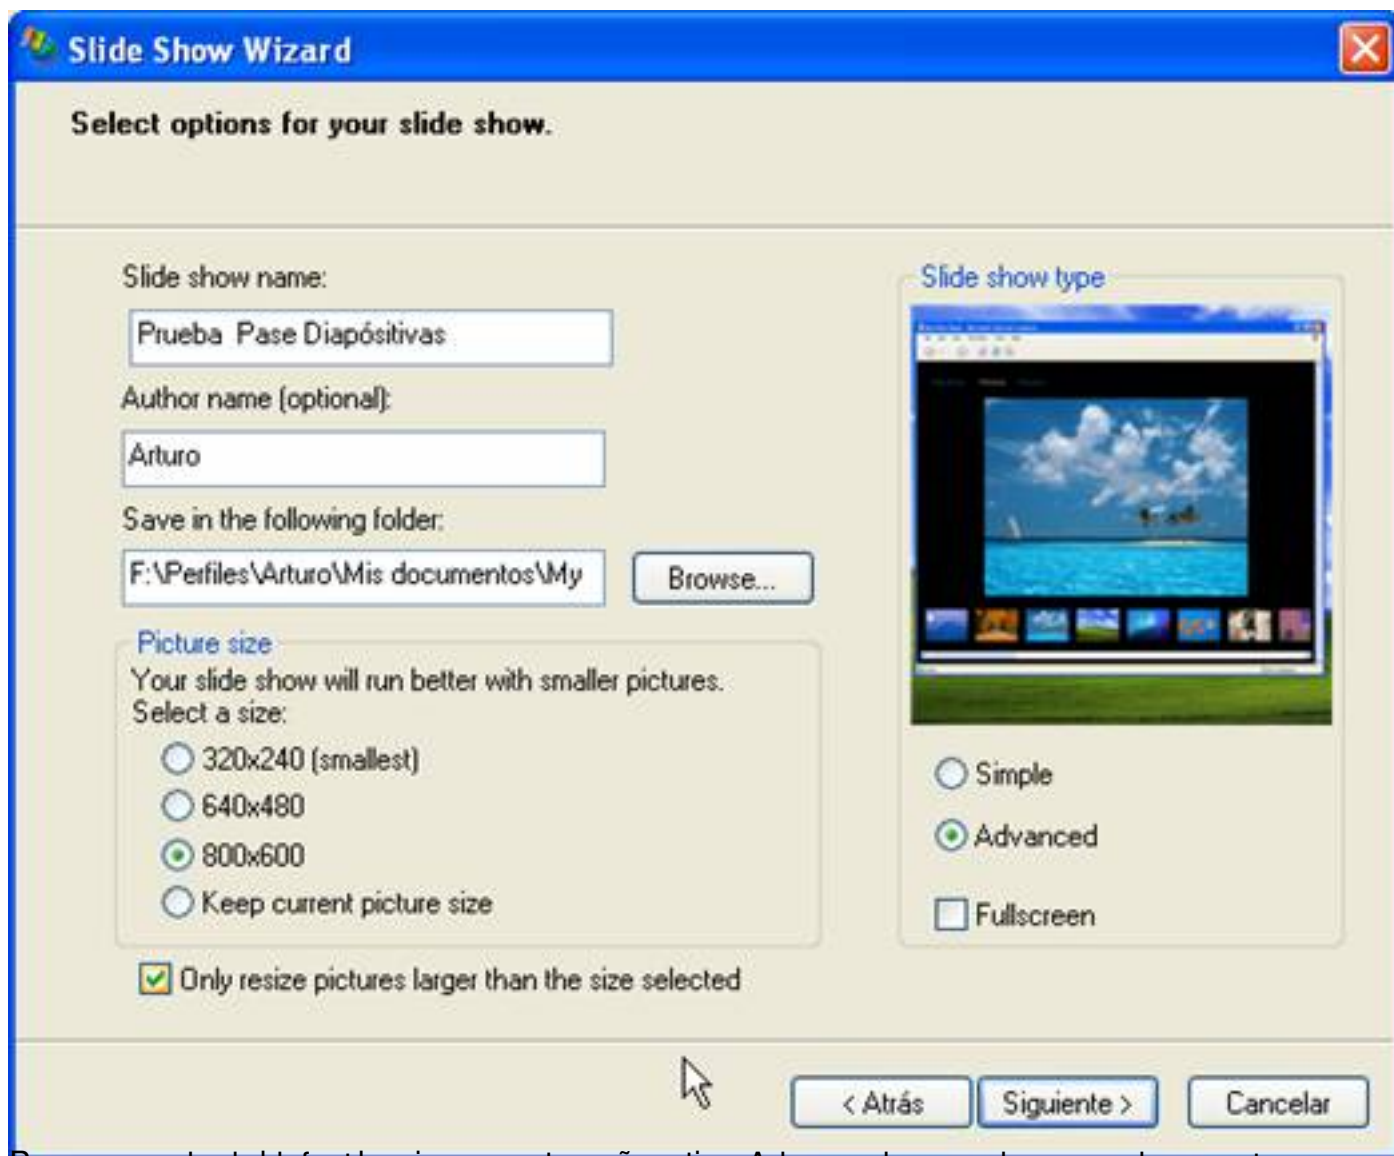 Slide Show Wizard
Select options for your slide show.
Slide show name:
Prueba  Pase Diapósitivas
Author name (optional):
Arturo
Save in the following folder:
F:\Perfiles\Arturo\Mis documentos\My
Browse...
Picture size
Your slide show will run better with smaller pictures.
Select a size:
320x240 (smallest)
640x480
800x600
Keep current picture size
Only resize pictures larger than the size selected
Slide show type
Simple
Advanced
Fullscreen
< Atrás
Siguiente >
Cancelar